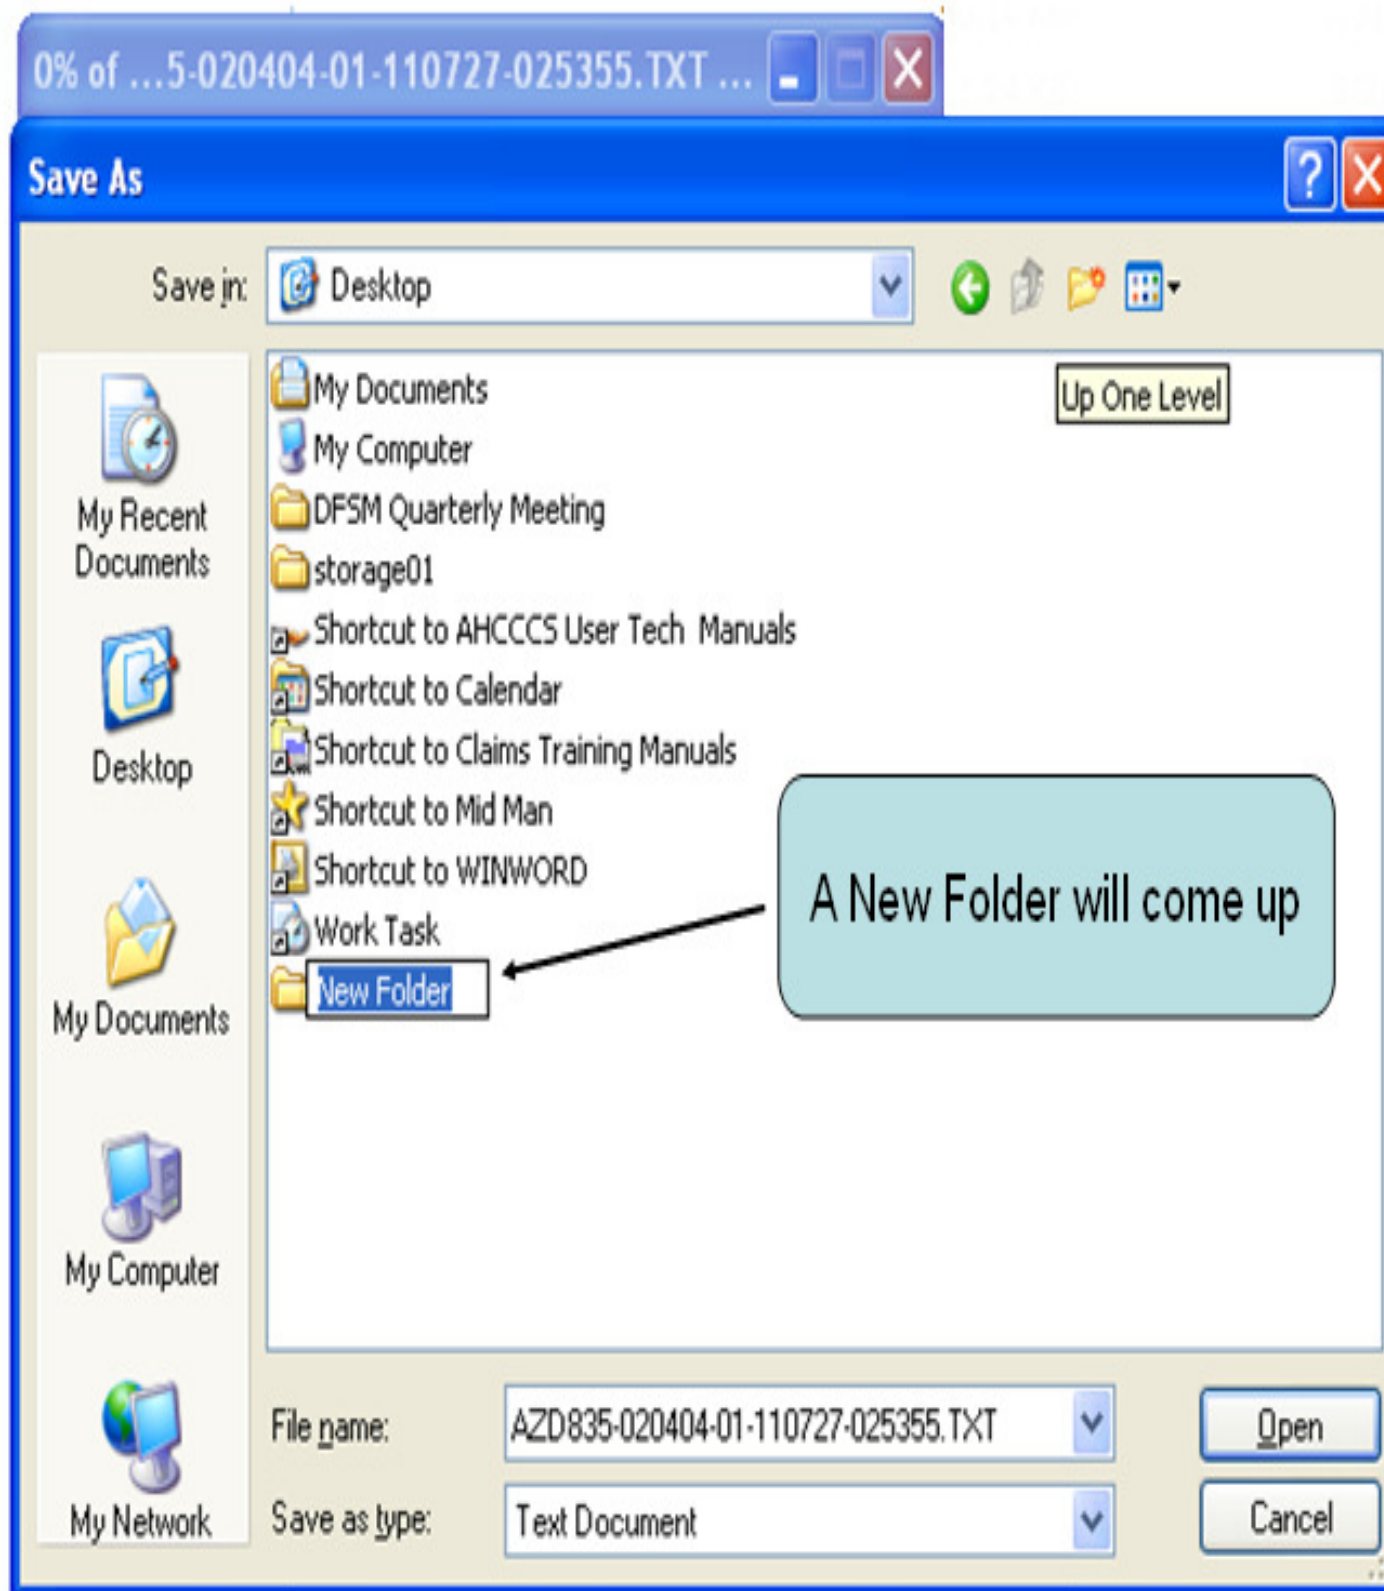 0% of ...5-020404-01-110727-025355.TXT ...
Save As
Save in:
Desktop
Up One Level
My Recent
Documents
Desktop
My Documents
My Computer
My Network
My Documents
My Computer
DFSM Quarterly Meeting
storage01
Shortcut to AHCCCS User Tech Manuals
Shortcut to Calendar
Shortcut to Claims Training Manuals
Shortcut to Mid Man
Shortcut to WINWORD
Work Task
New Folder
A New Folder will come up
File name:
AZD835-020404-01-110727-025355.TXT
Open
Save as type:
Text Document
Cancel